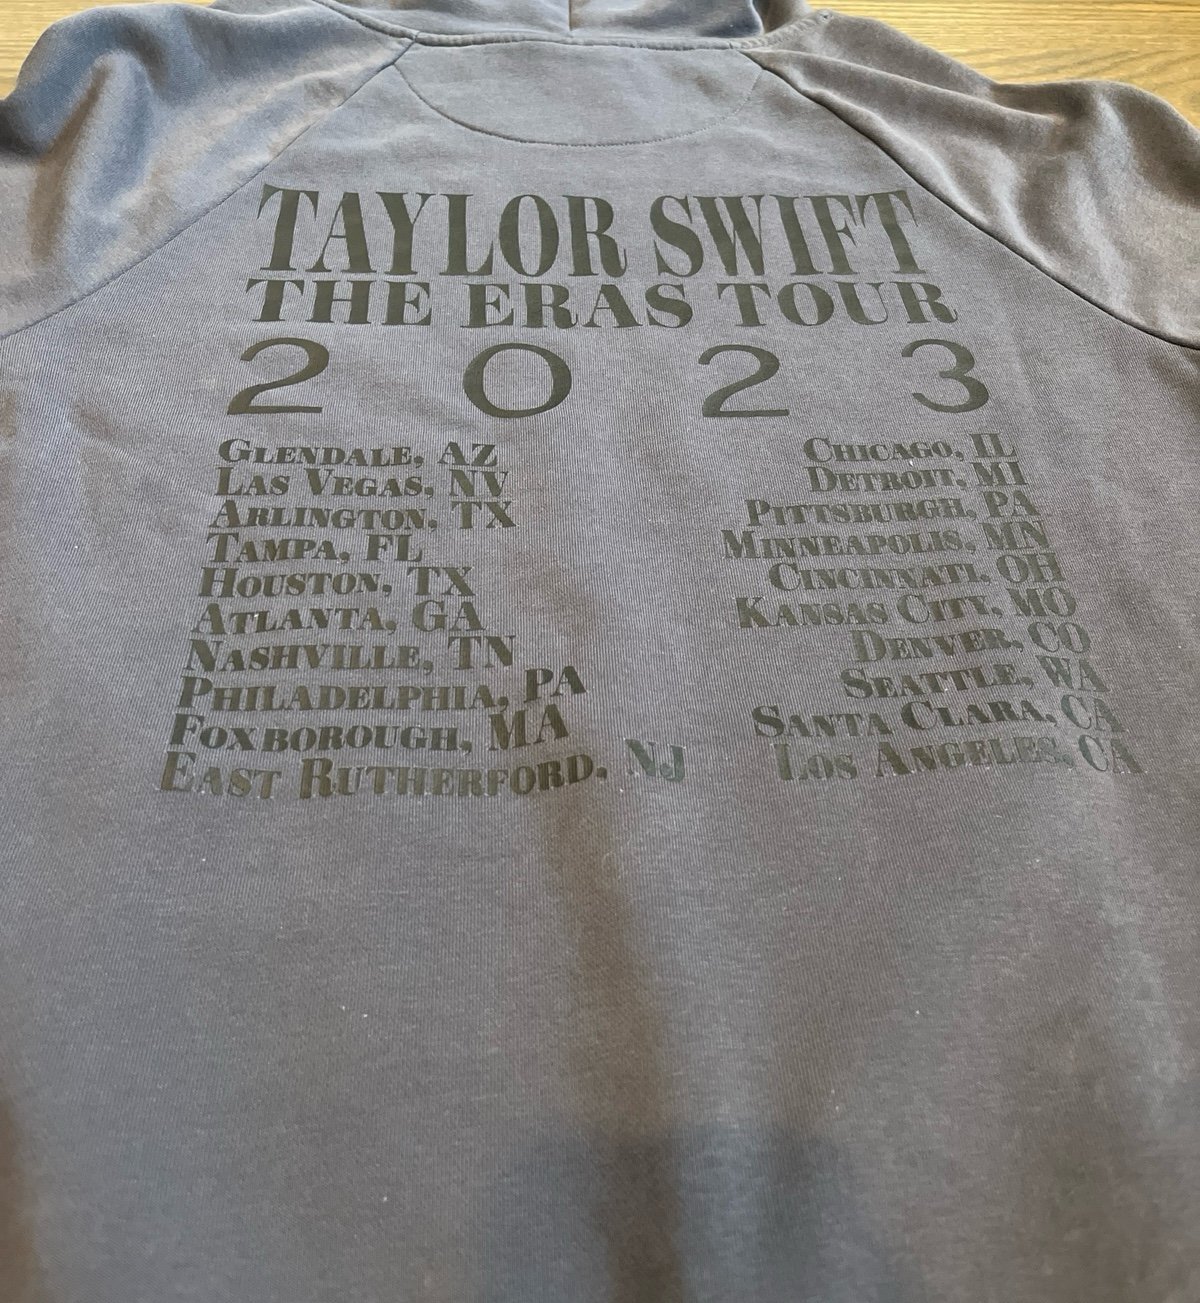 TAYLOR SWIFT
THE ERAS TOUR
2023
GLENDALE, AZ
LAS VEGAS, NV
ARLINGTON, TX
TAMPA, FL
HOUSTON, TX
ATLANTA, GA
NASHVILLE, TN
PHILADELPHIA, PA
FOXBOROUGH, MA
EAST RUTHERFORD, NJ
CHICAGO, IL
DETROIT, MI
PITTSBURGH, PA
MINNEAPOLIS, MN
CINCINNATI, OH
KANSAS CITY, MO
DENVER, CO
SEATTLE, WA
SANTA CLARA, CA
LOS ANGELES, CA